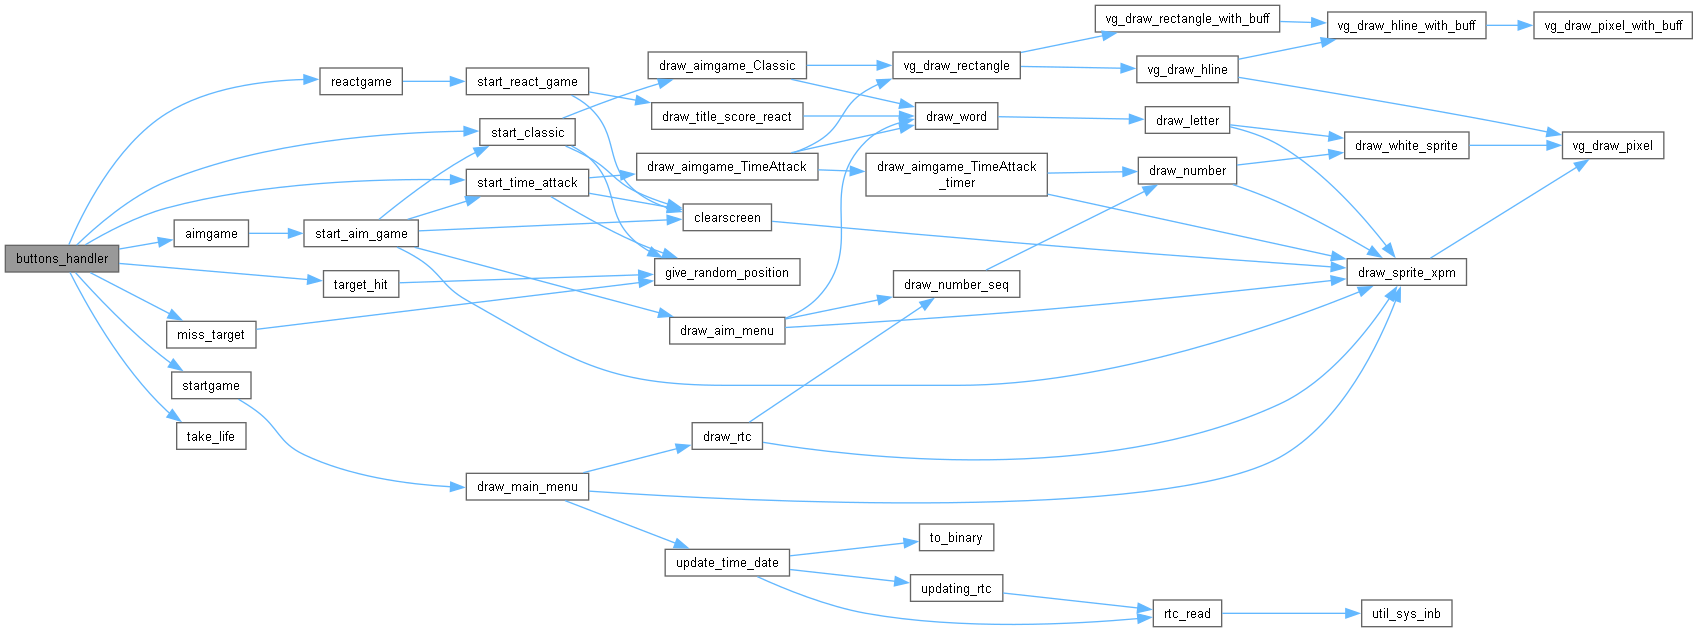 buttons_handler
reactgame
aimgame
target_hit
miss_target
startgame
take_life
start_react_game
start_classic
start_time_attack
start_aim_game
draw_main_menu
draw_aimgame_Classic
draw_title_score_react
draw_aimgame_TimeAttack
clearscreen
give_random_position
draw_aim_menu
draw_rtc
update_time_date
vg_draw_rectangle
draw_word
draw_aimgame_TimeAttack
_timer
draw_number_seq
to_binary
updating_rtc
vg_draw_rectangle_with_buff
vg_draw_hline
draw_letter
draw_number
rtc_read
vg_draw_hline_with_buff
draw_white_sprite
draw_sprite_xpm
util_sys_inb
vg_draw_pixel_with_buff
vg_draw_pixel